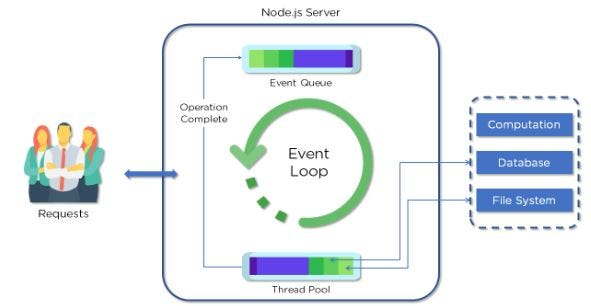 Node.js Server
Event Queue
Operation
Complete
Event
Loop
Requests
Computation
Database
File System
Thread Pool